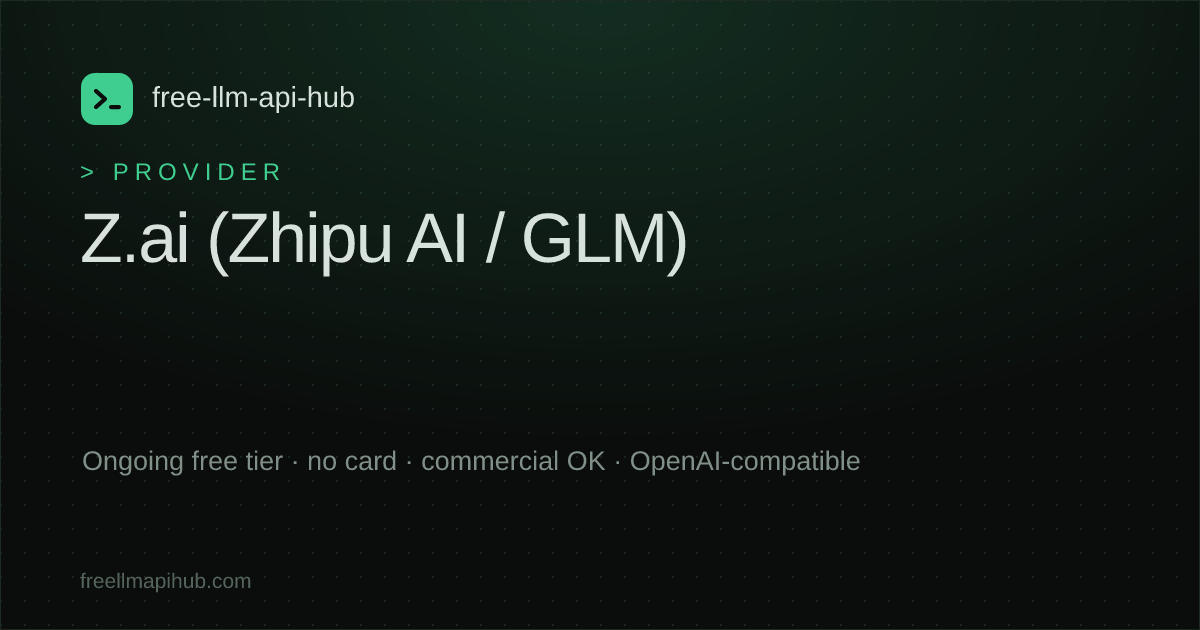 free-llm-api-hub
> PROVIDER
Z.ai (Zhipu AI / GLM)
Ongoing free tier · no card · commercial OK · OpenAI-compatible
freellmapihub.com